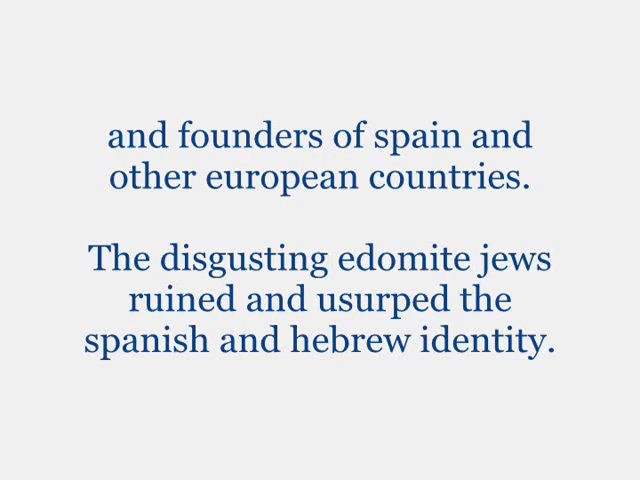 and founders of spain and
other european countries.
The disgusting edomite jews
ruined and usurped the
spanish and hebrew identity.